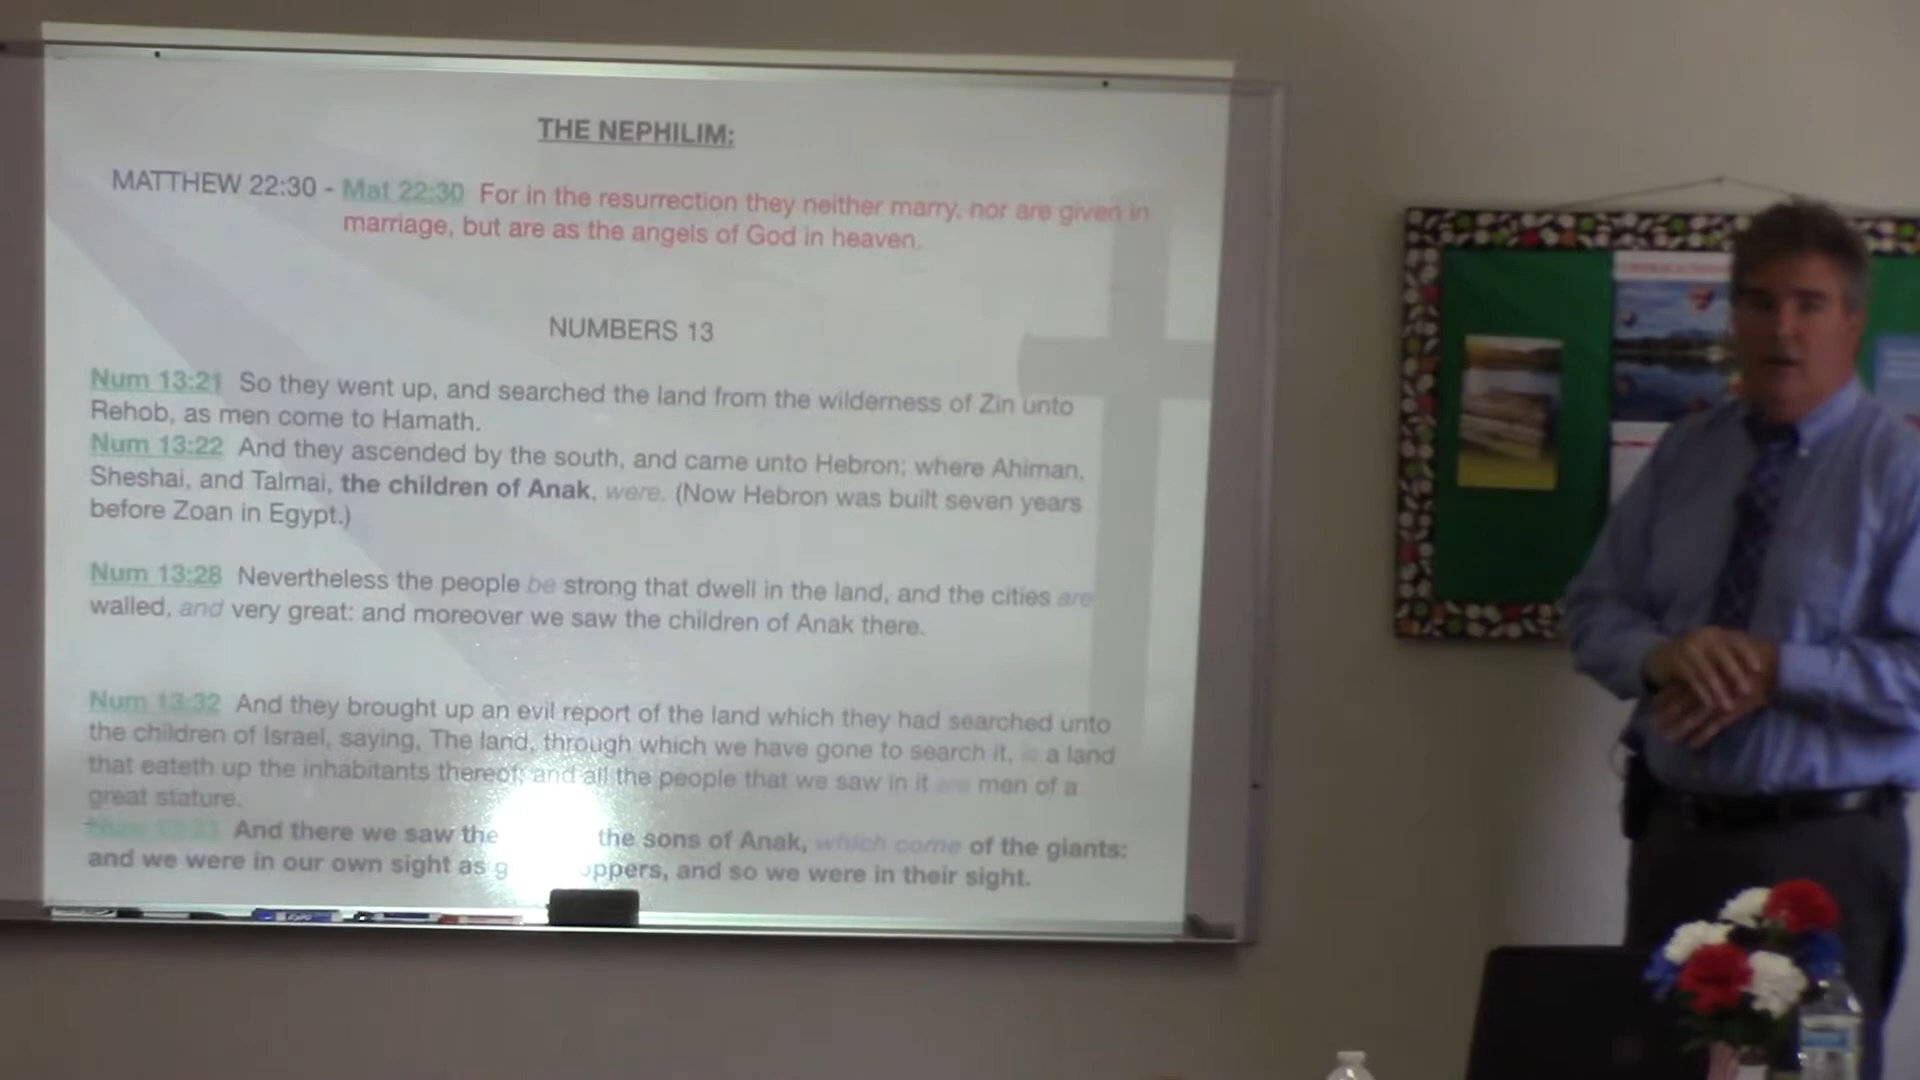 THE NEPHILIM:
MATTHEW 22:30 - Mat 22:30 For in the resurrection they neither marry, nor are given in
marriage, but are as the angels of God in heaven.
NUMBERS 13
Num 13:21 So they went up, and searched the land from the wilderness of Zin unto
Rehob, as men come to Hamath.
Num 13:22 And they ascended by the south, and came unto Hebron; where Ahiman,
Sheshai, and Talmai, the children of Anak, were. (Now Hebron was built seven years
before Zoan in Egypt.)
Num 13:28 Nevertheless the people be strong that dwell in the land, and the cities are
walled, and very great: and moreover we saw the children of Anak there.
Num 13:32 And they brought up an evil report of the land which they had searched unto
the children of Israel, saying, The land, through which we have gone to search it, is a land
that eateth up the inhabitants thereof; and all the people that we saw in it are men of a
great stature.
Num 13:33 And there we saw the the sons of Anak, which come of the giants:
and we were in our own sight as g oppers, and so we were in their sight.